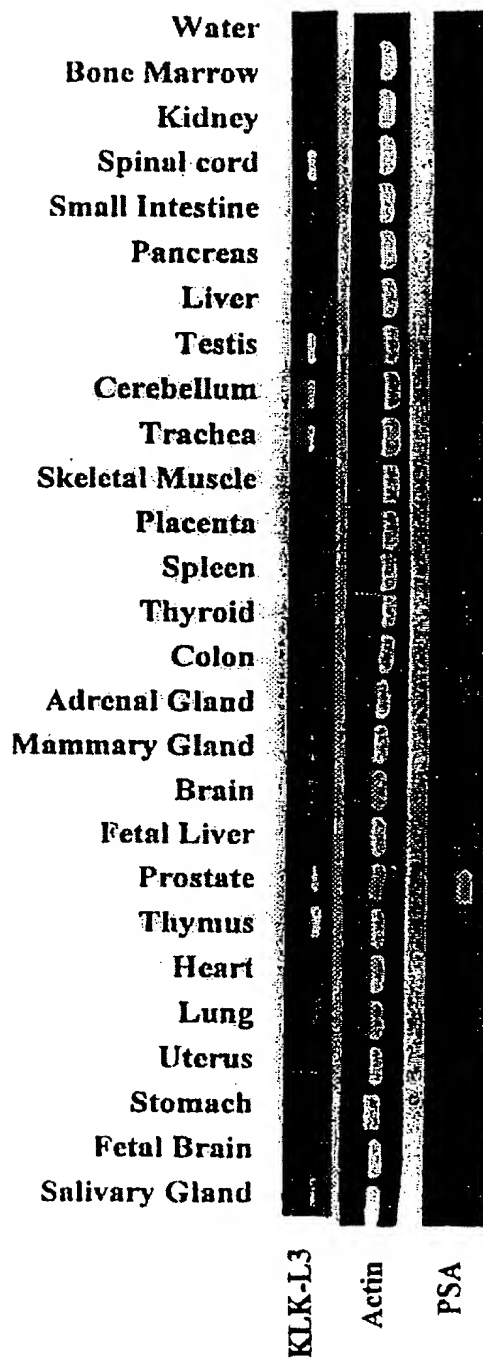 Water
Bone Marrow
Kidney
Spinal cord
Small Intestine
Pancreas
Liver
Testis
Cerebellum
Trachea
Skeletal Muscle
Placenta
Spleen
Thyroid
Colon
Adrenal Gland
Mammary Gland
Brain
Fetal Liver
Prostate
Thymus
Heart
Lung
Uterus
Stomach
Fetal Brain
Salivary Gland
KLK-L3
Actin
PSA